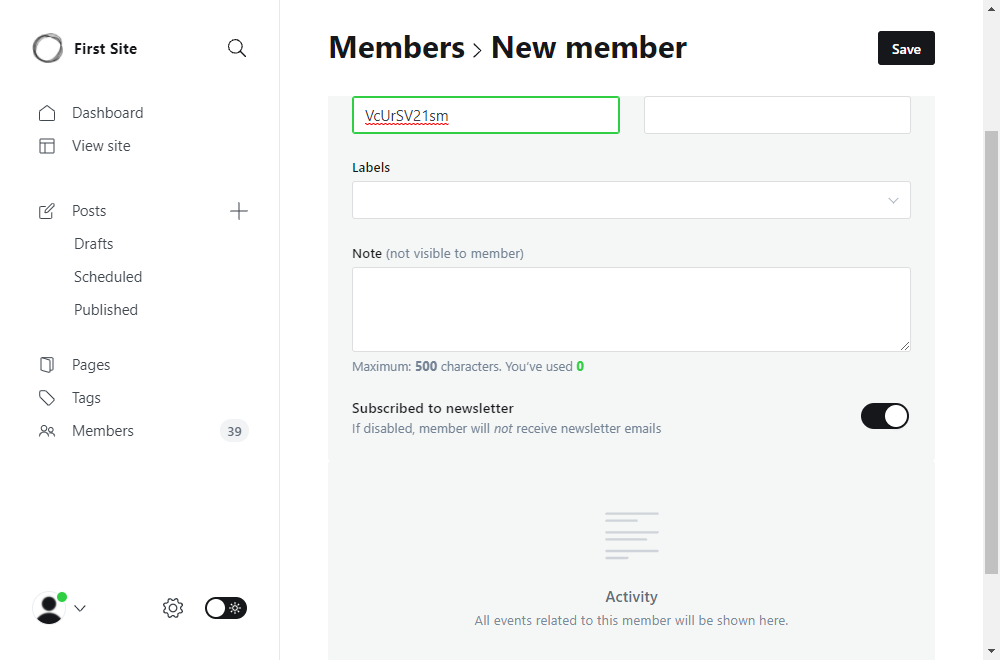 First Site
Members > New member
Save
Dashboard
View site
Posts
Drafts
Scheduled
Published
Pages
Tags
Members
39
VcUrSV21sm
Labels
Note (not visible to member)
Maximum: 500 characters. You've used 0
Subscribed to newsletter
If disabled, member will not receive newsletter emails
Activity
All events related to this member will be shown here.